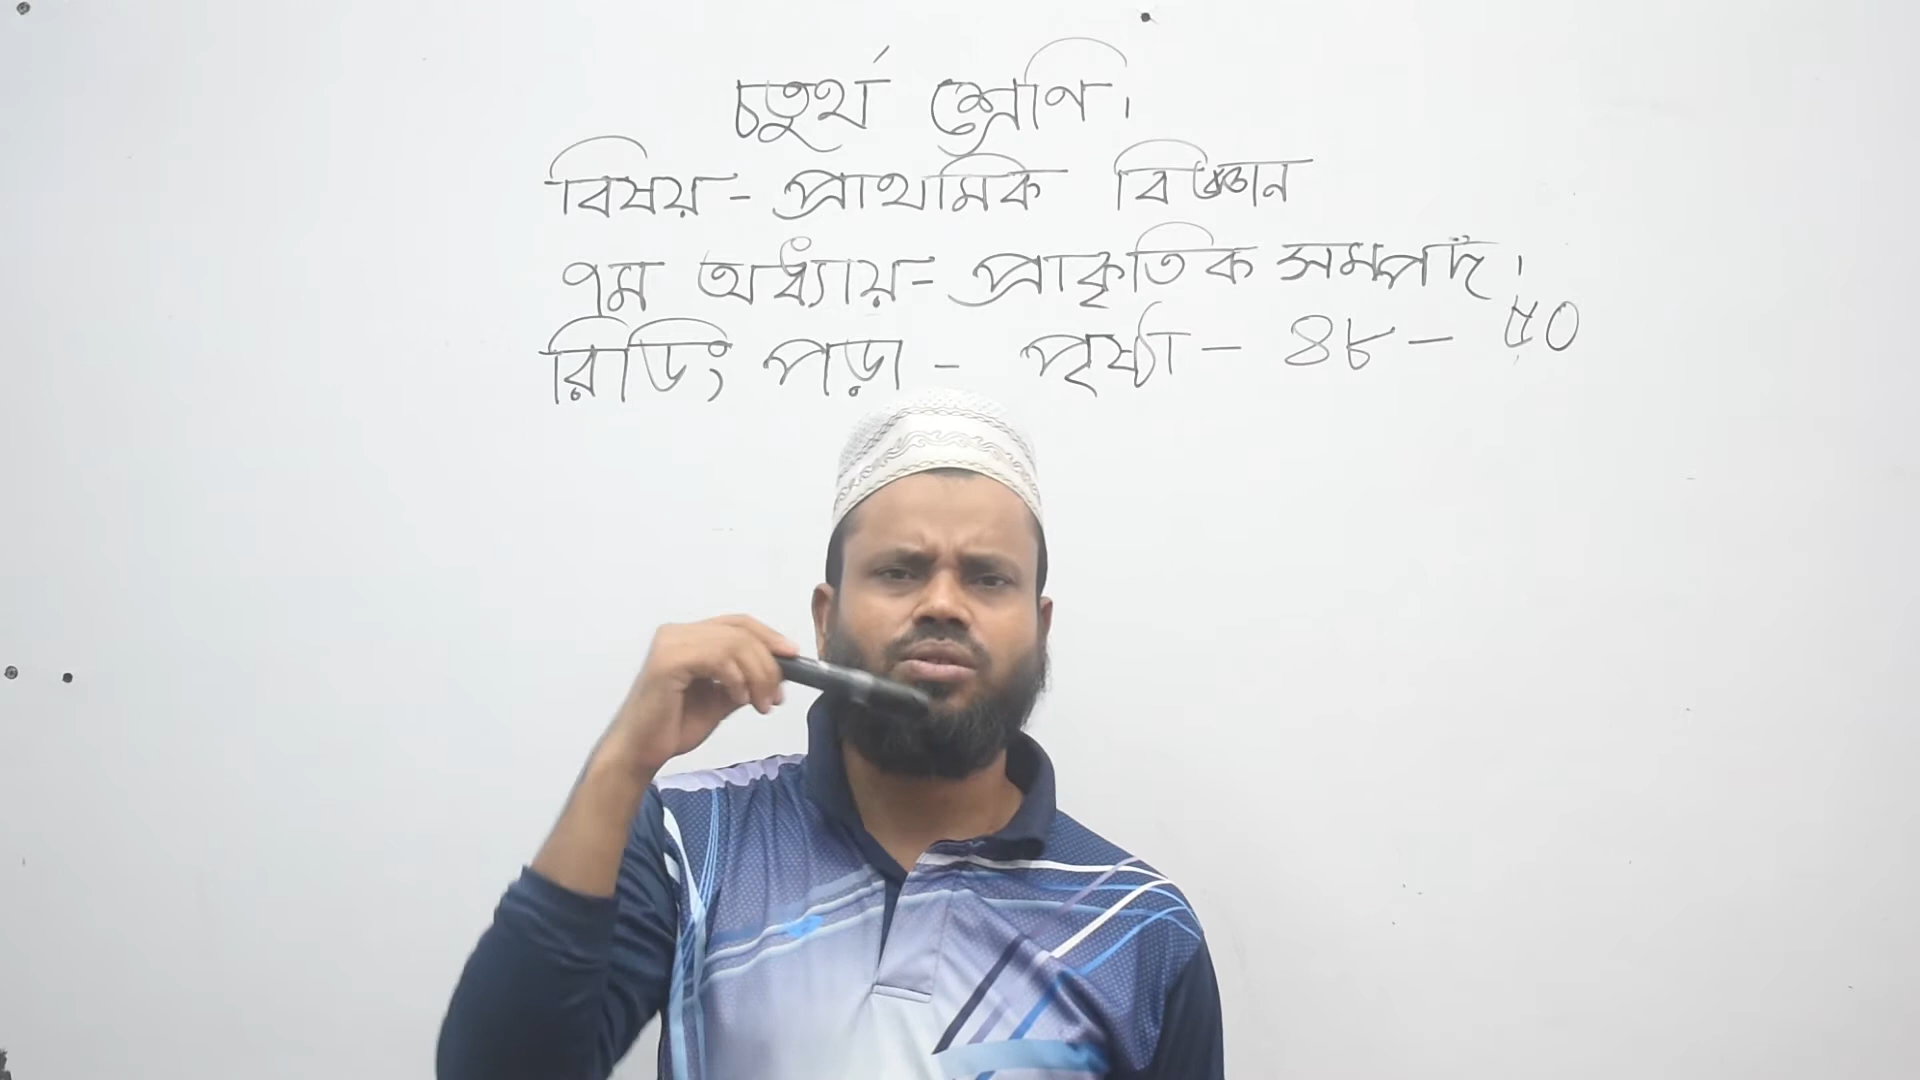 চতুর্থ শ্রেণি।
বিষয় - প্রাথমিক বিজ্ঞান
৭ম অধ্যায় - প্রাকৃতিক সম্পদ।
রিডিং পড়া - পৃষ্ঠা - ৪৮ - ৫০